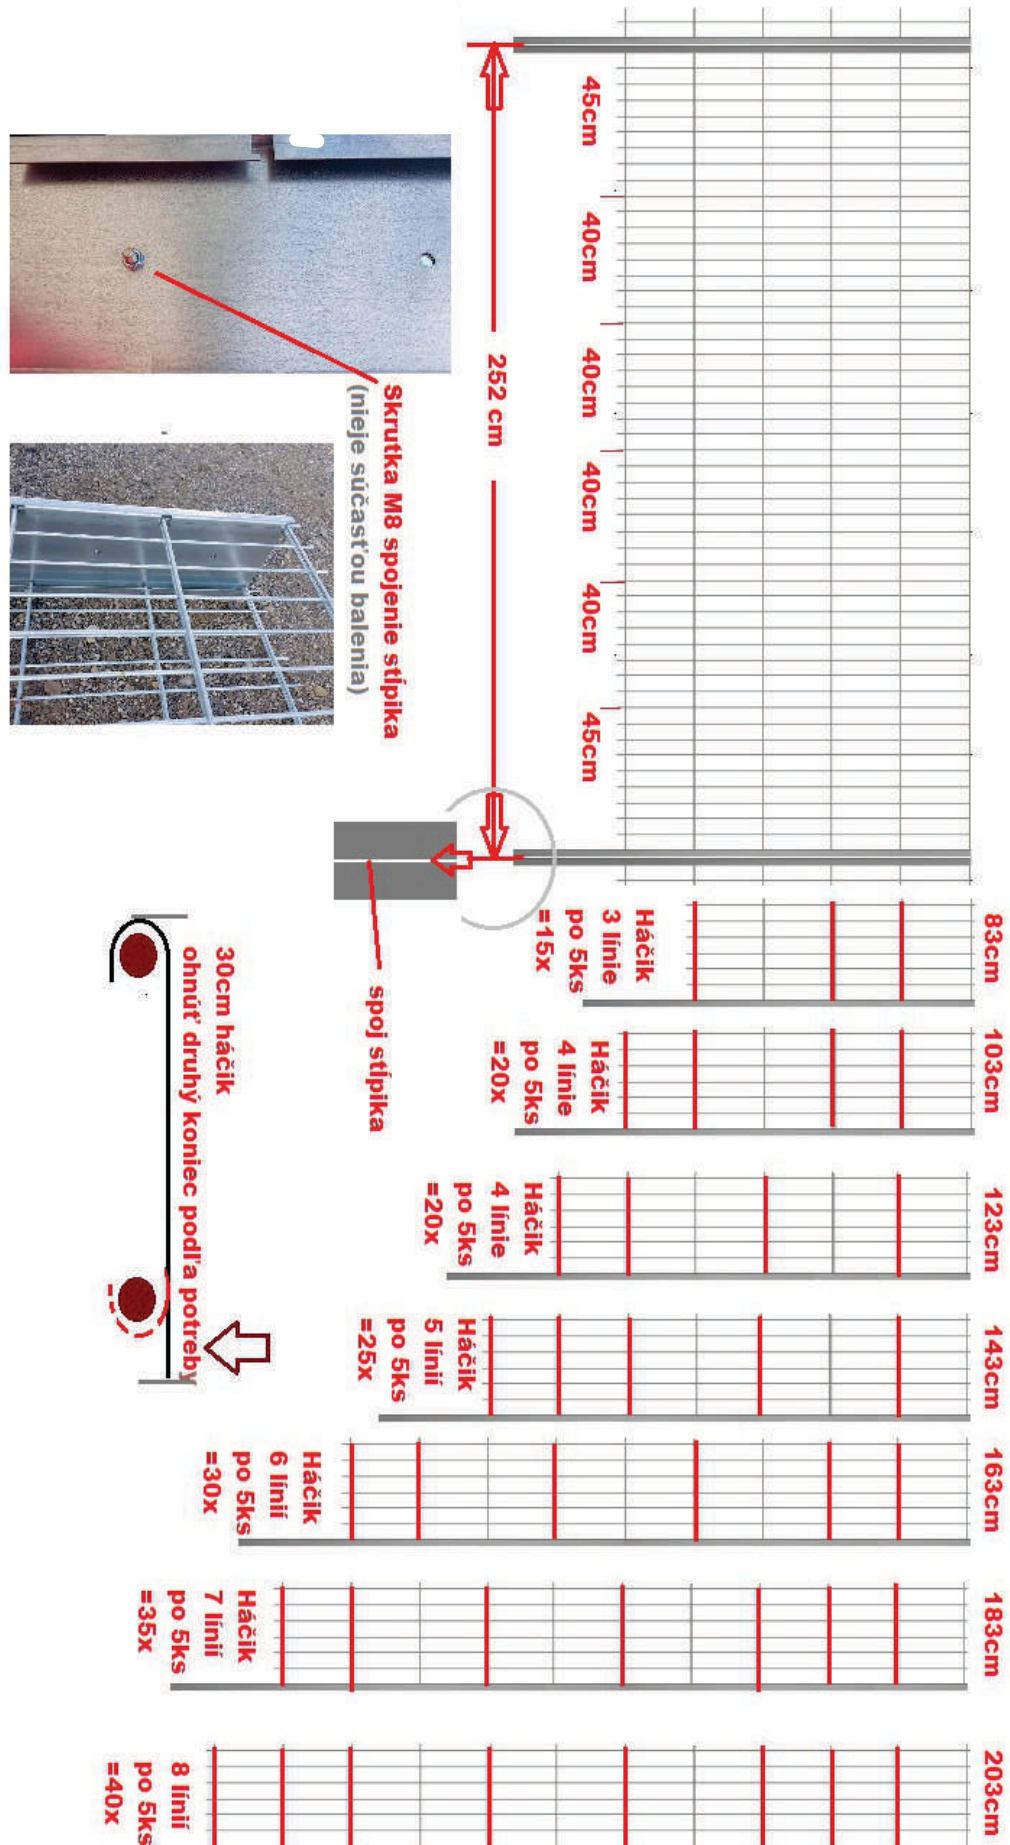 45cm
40cm
40cm
40cm
40cm
45cm
252 cm
Skrutka M8 spojenie stĺpika
(nieje súčasťou balenia)
spoj stĺpika
30cm háčik
ohnúť druhý koniec podľa potreby
83cm
Háčik
3 línie
po 5ks
=15x
103cm
Háčik
4 línie
po 5ks
=20x
123cm
Háčik
4 línie
po 5ks
=20x
143cm
Háčik
5 línií
po 5ks
=25x
163cm
Háčik
6 línií
po 5ks
=30x
183cm
Háčik
7 línií
po 5ks
=35x
203cm
8 línií
po 5ks
=40x